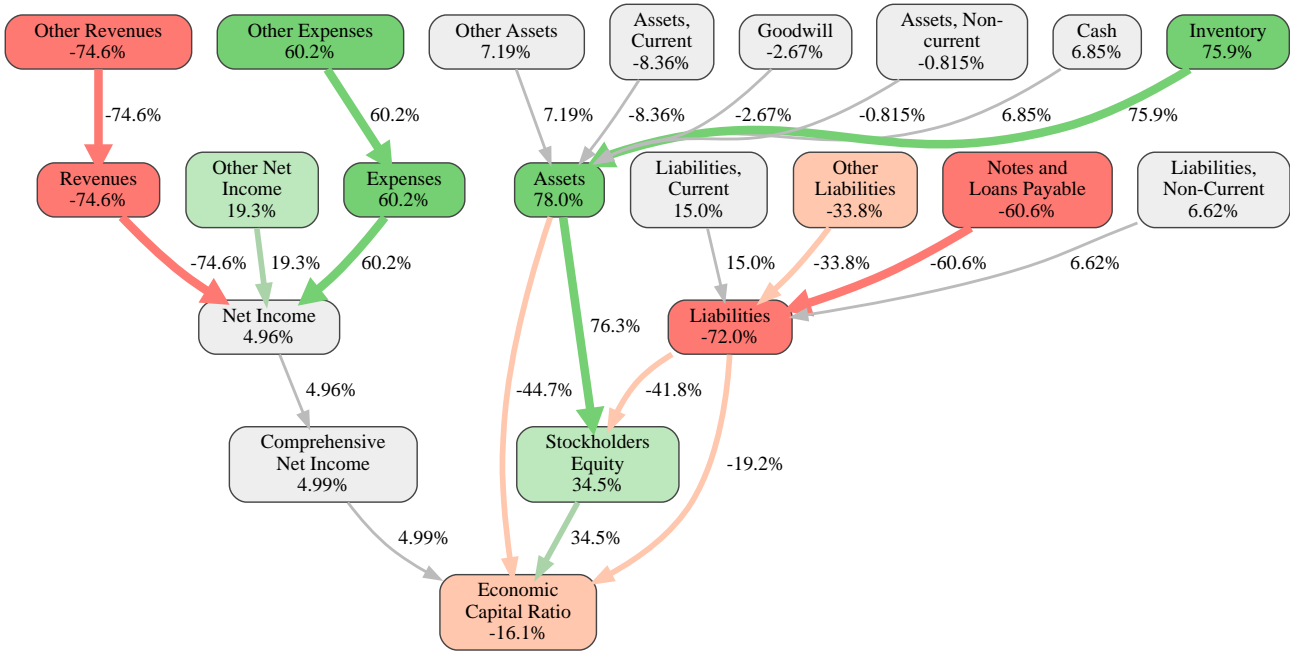 Other Revenues
-74.6%
Other Expenses
60.2%
Other Assets
7.19%
Assets,
Current
-8.36%
Goodwill
-2.67%
Assets, Non-
current
-0.815%
Cash
6.85%
Inventory
75.9%
-74.6%
60.2%
7.19%
-8.36%
-2.67%
-0.815%
6.85%
75.9%
Revenues
-74.6%
Other Net
Income
19.3%
Expenses
60.2%
Assets
78.0%
Liabilities,
Current
15.0%
Other
Liabilities
-33.8%
Notes and
Loans Payable
-60.6%
Liabilities,
Non-Current
6.62%
-74.6%
19.3%
60.2%
15.0%
-33.8%
-60.6%
6.62%
Net Income
4.96%
76.3%
Liabilities
-72.0%
4.96%
-44.7%
-41.8%
Comprehensive
Net Income
4.99%
Stockholders
Equity
34.5%
-19.2%
4.99%
34.5%
Economic
Capital Ratio
-16.1%